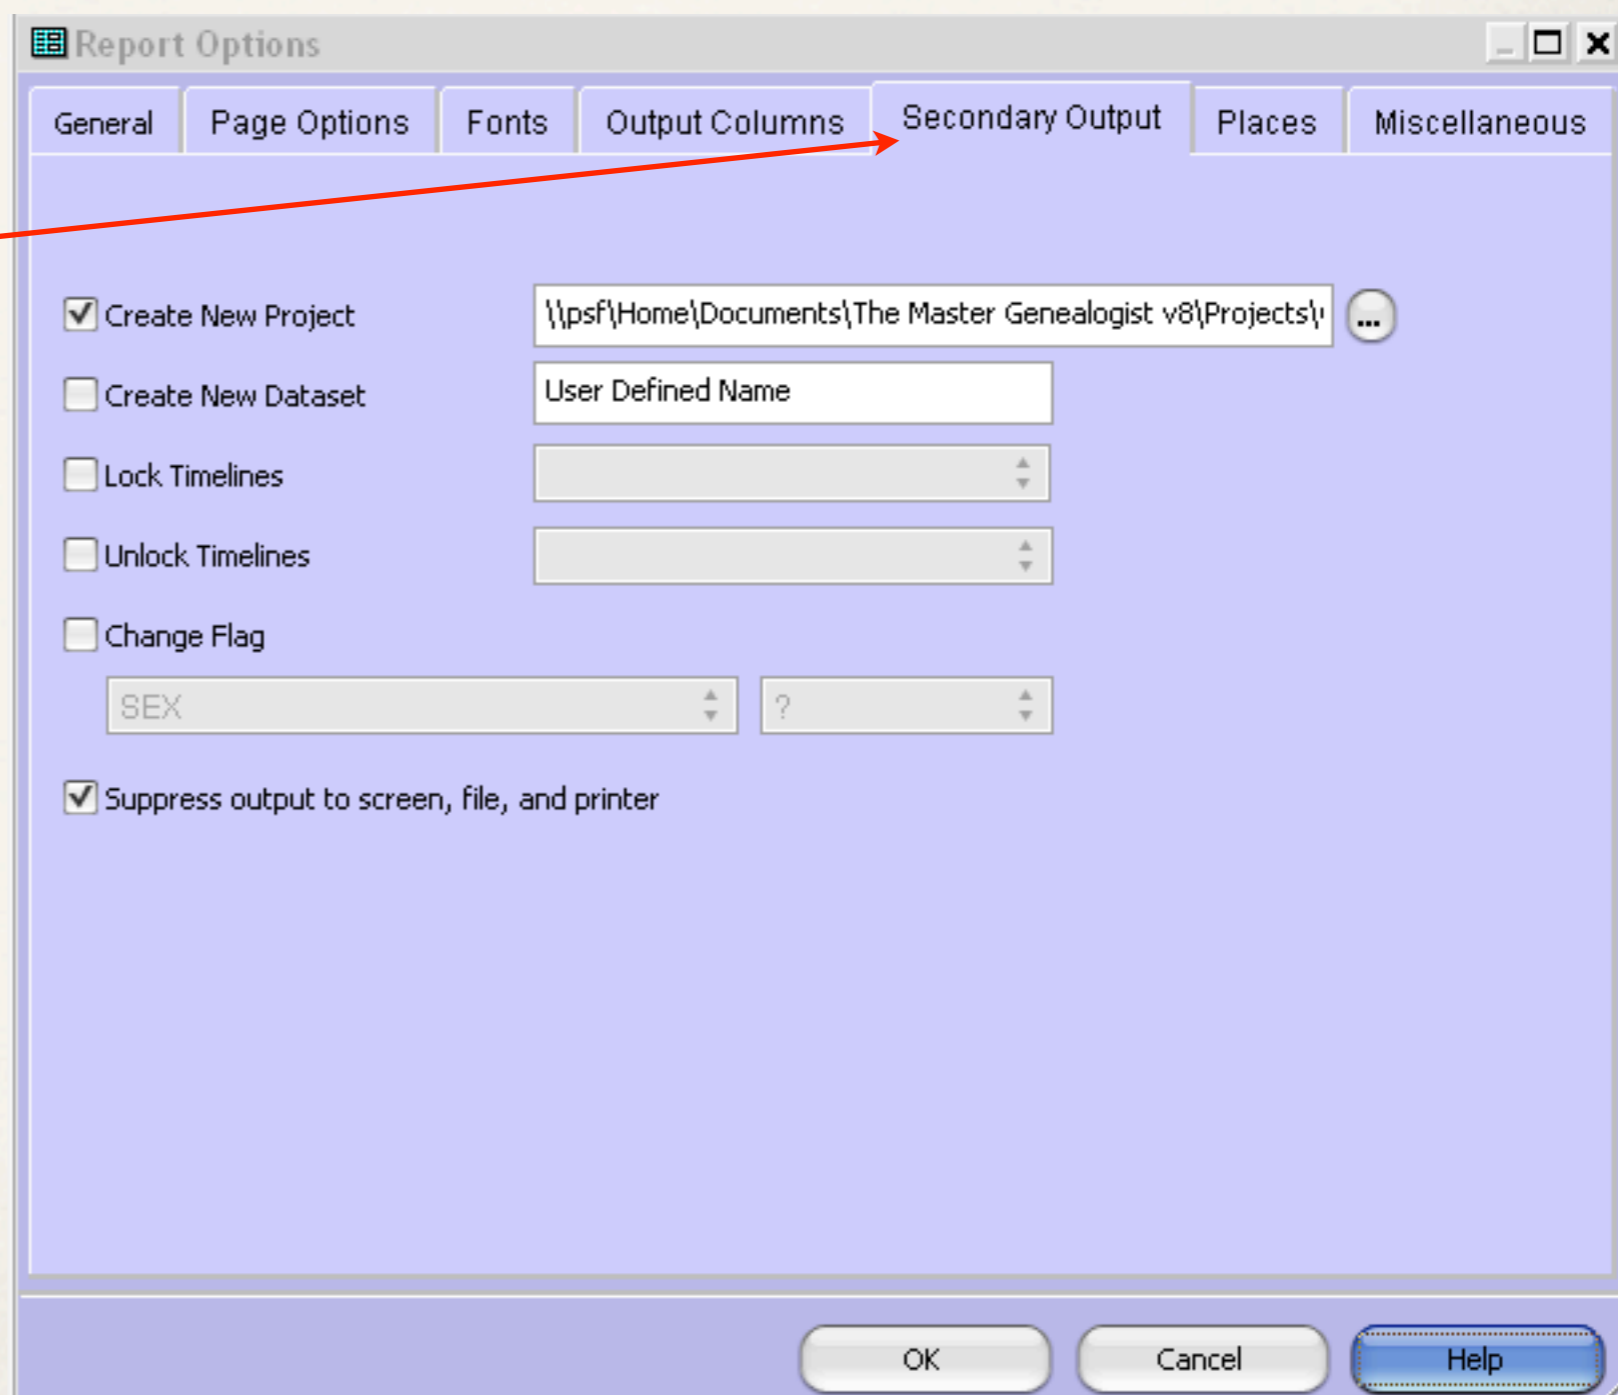 Report Options
General Page Options Fonts Output Columns Secondary Output Places Miscellaneous
Create New Project \\psf\Home\Documents\The Master Genealogist v8\Projects\ ...
Create New Dataset User Defined Name
Lock Timelines
Unlock Timelines
Change Flag
SEX ?
Suppress output to screen, file, and printer
OK Cancel Help